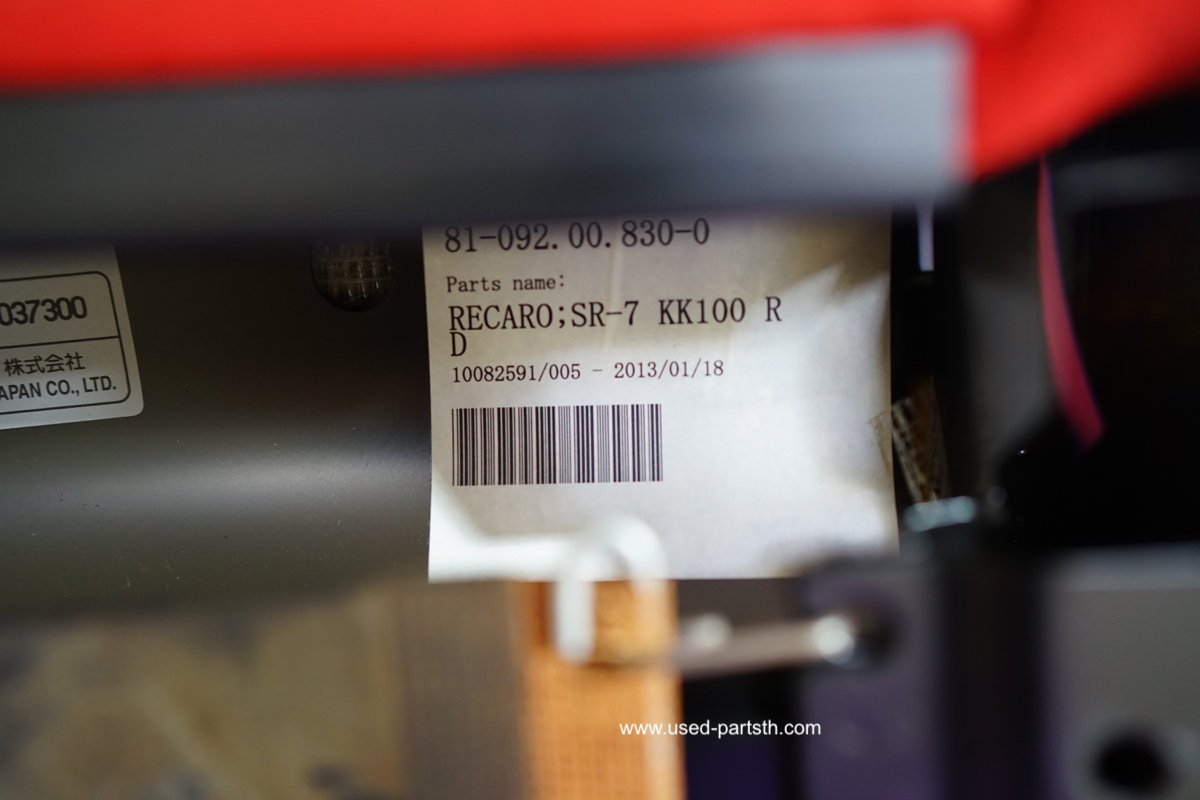 81-092.00.830-0
Parts name:
RECARO;SR-7 KK100 R
D
10082591/005 - 2013/01/18
037300
株式会社
APAN CO., LTD.
www.used-partsth.com